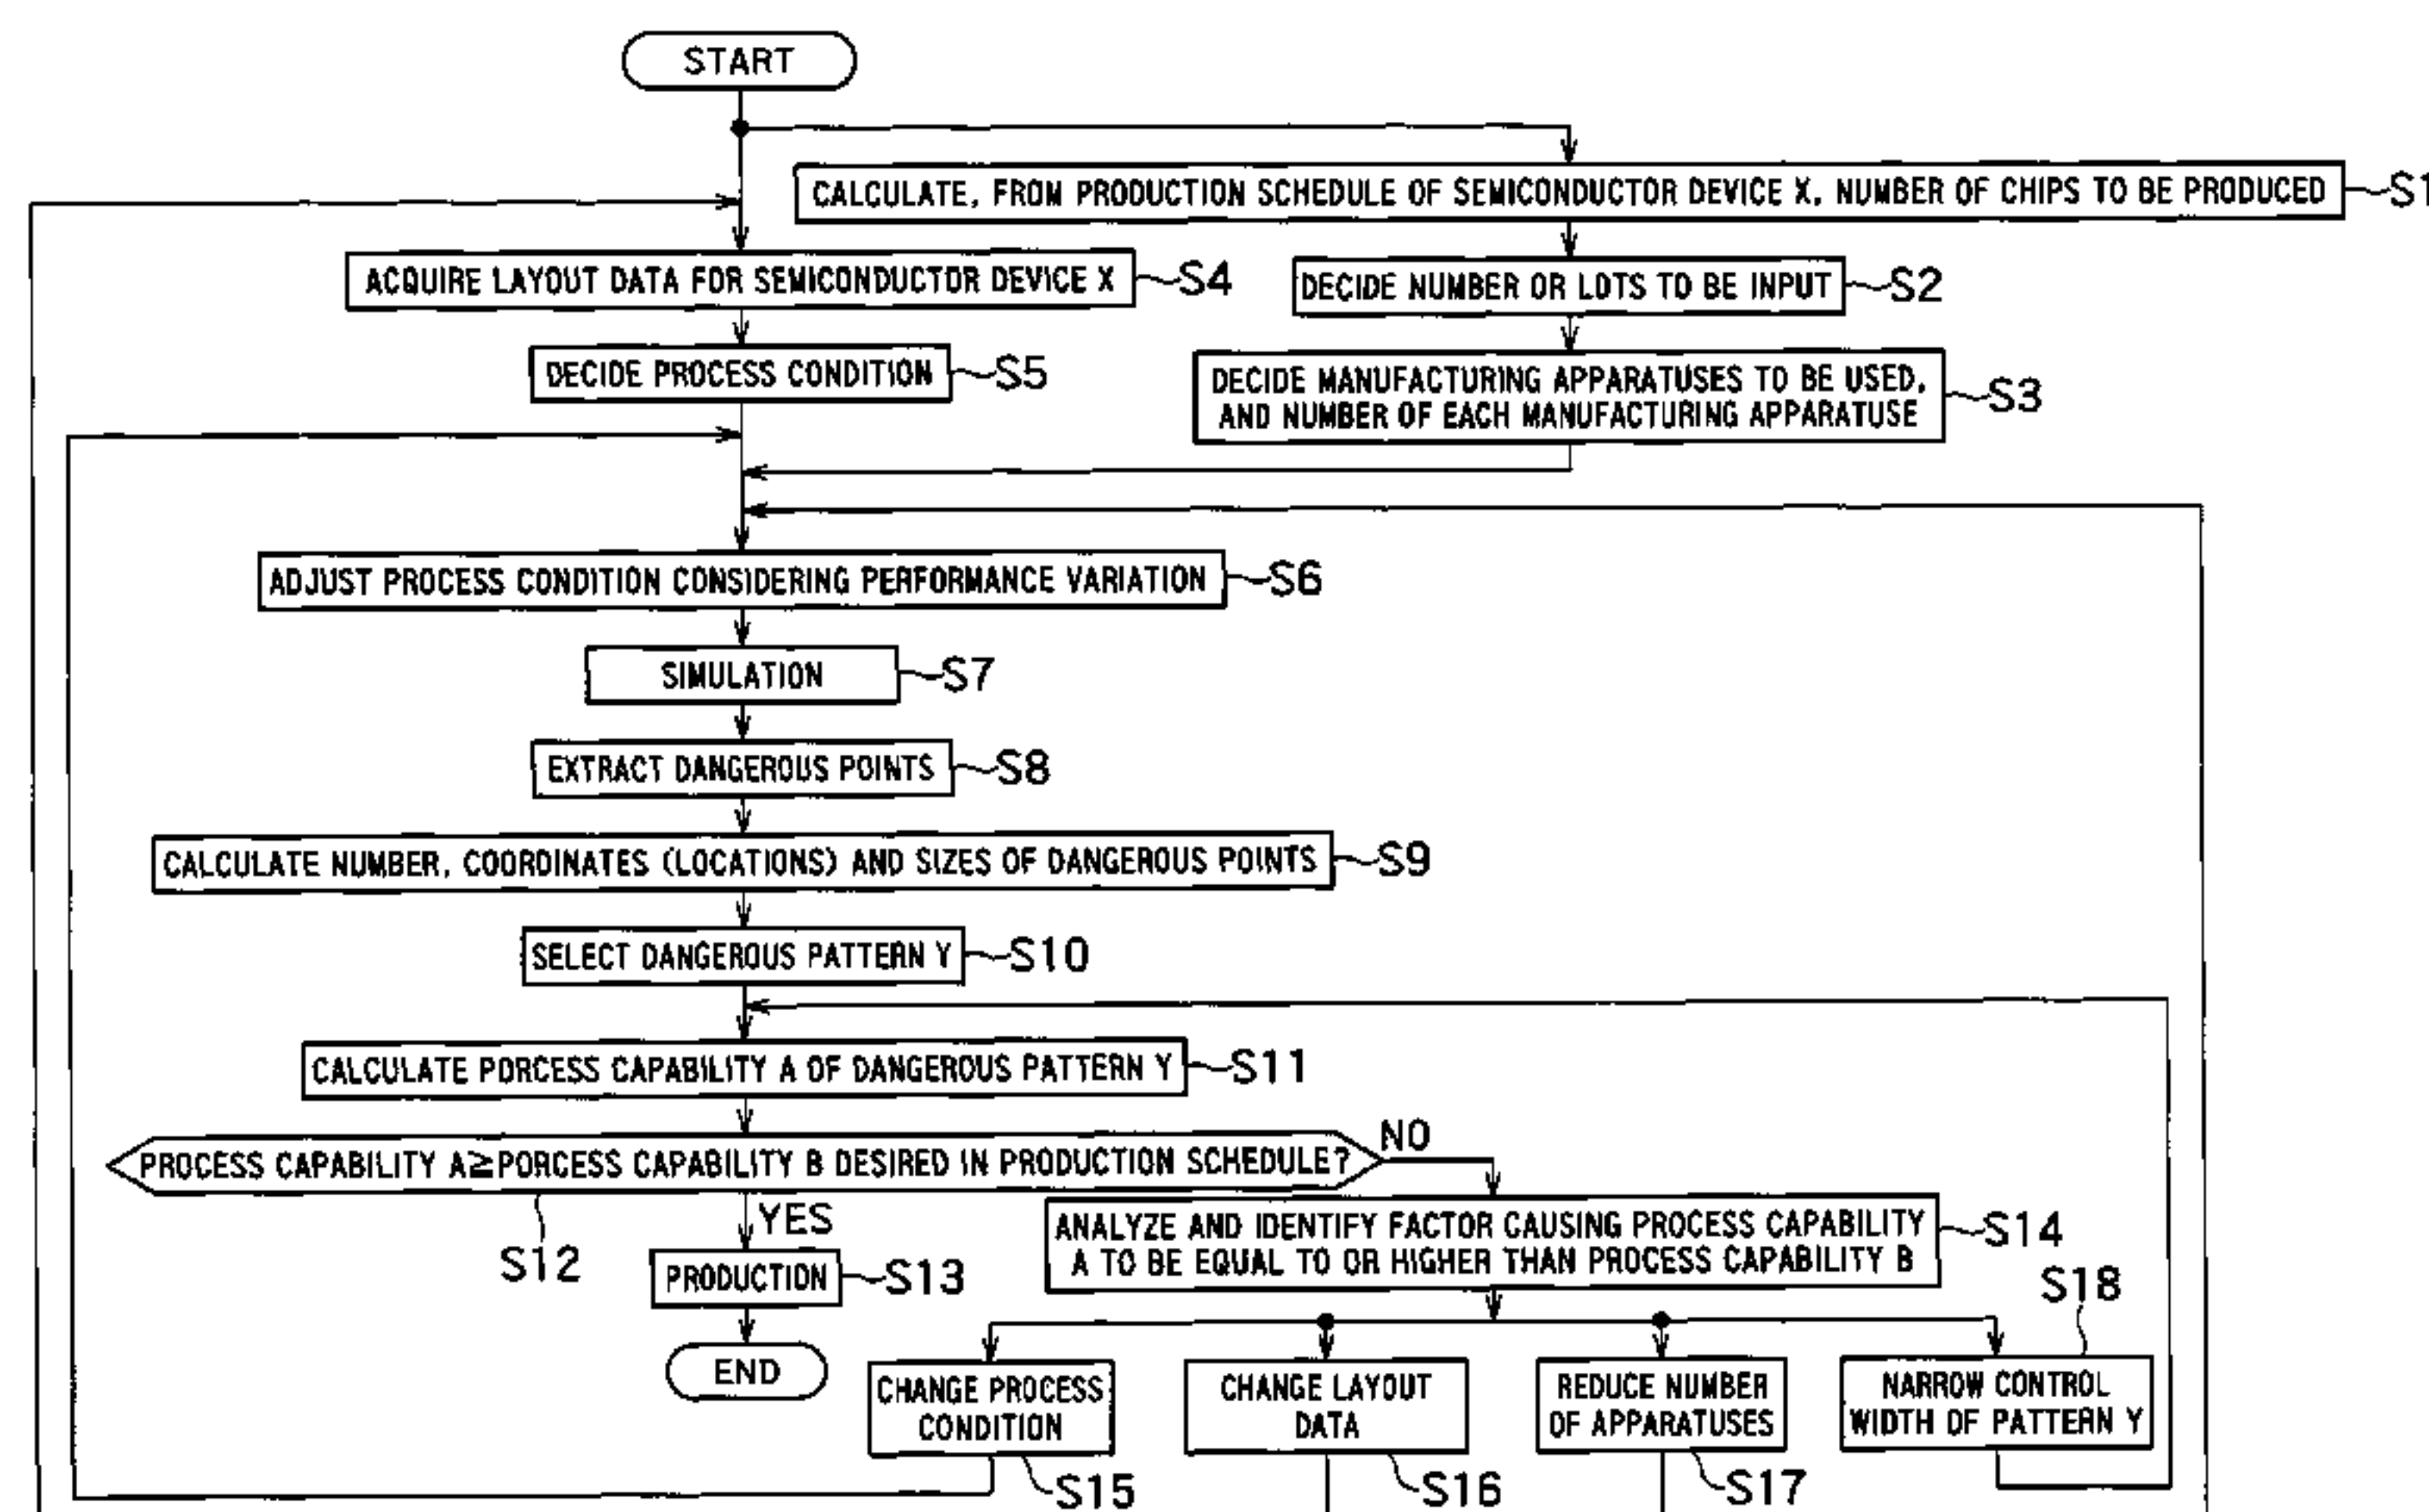 START
CALCULATE, FROM PRODUCTION SCHEDULE OF SEMICONDUCTOR DEVICE X, NUMBER OF CHIPS TO BE PRODUCED
S1
ACQUIRE LAYOUT DATA FOR SEMICONDUCTOR DEVICE X
S4
DECIDE NUMBER OR LOTS TO BE INPUT
S2
DECIDE PROCESS CONDITION
S5
DECIDE MANUFACTURING APPARATUSES TO BE USED,
AND NUMBER OF EACH MANUFACTURING APPARATUSE
S3
ADJUST PROCESS CONDITION CONSIDERING PERFORMANCE VARIATION
S6
SIMULATION
S7
EXTRACT DANGEROUS POINTS
S8
CALCULATE NUMBER, COORDINATES (LOCATIONS) AND SIZES OF DANGEROUS POINTS
S9
SELECT DANGEROUS PATTERN Y
S10
CALCULATE PORCESS CAPABILITY A OF DANGEROUS PATTERN Y
S11
PROCESS CAPABILITY A≧PORCESS CAPABILITY B DESIRED IN PRODUCTION SCHEDULE?
NO
S12
YES
ANALYZE AND IDENTIFY FACTOR CAUSING PROCESS CAPABILITY
A TO BE EQUAL TO OR HIGHER THAN PROCESS CAPABILITY B
S14
PRODUCTION
S13
END
CHANGE PROCESS
CONDITION
S15
CHANGE LAYOUT
DATA
S16
REDUCE NUMBER
OF APPARATUSES
S17
S18
NARROW CONTROL
WIDTH OF PATTERN Y